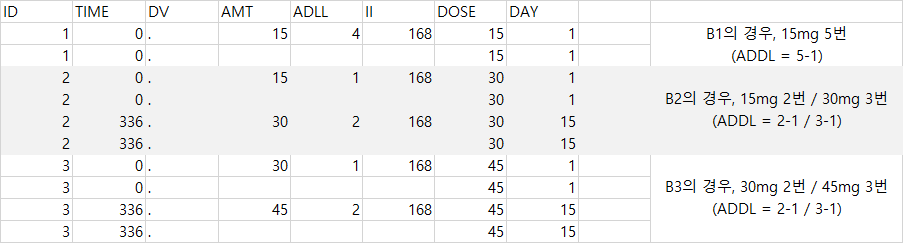 ID TIME DV AMT ADLL II DOSE DAY
1 0 . 15 4 168 15 1
1 0 . 15 1
2 0 . 15 1 168 30 1
2 0 . 30 1
2 336 . 30 2 168 30 15
2 336 . 30 15
3 0 . 30 1 168 45 1
3 0 . 45 1
3 336 . 45 2 168 45 15
3 336 . 45 15
B1의 경우, 15mg 5번
(ADDL = 5-1)
B2의 경우, 15mg 2번 / 30mg 3번
(ADDL = 2-1 / 3-1)
B3의 경우, 30mg 2번 / 45mg 3번
(ADDL = 2-1 / 3-1)